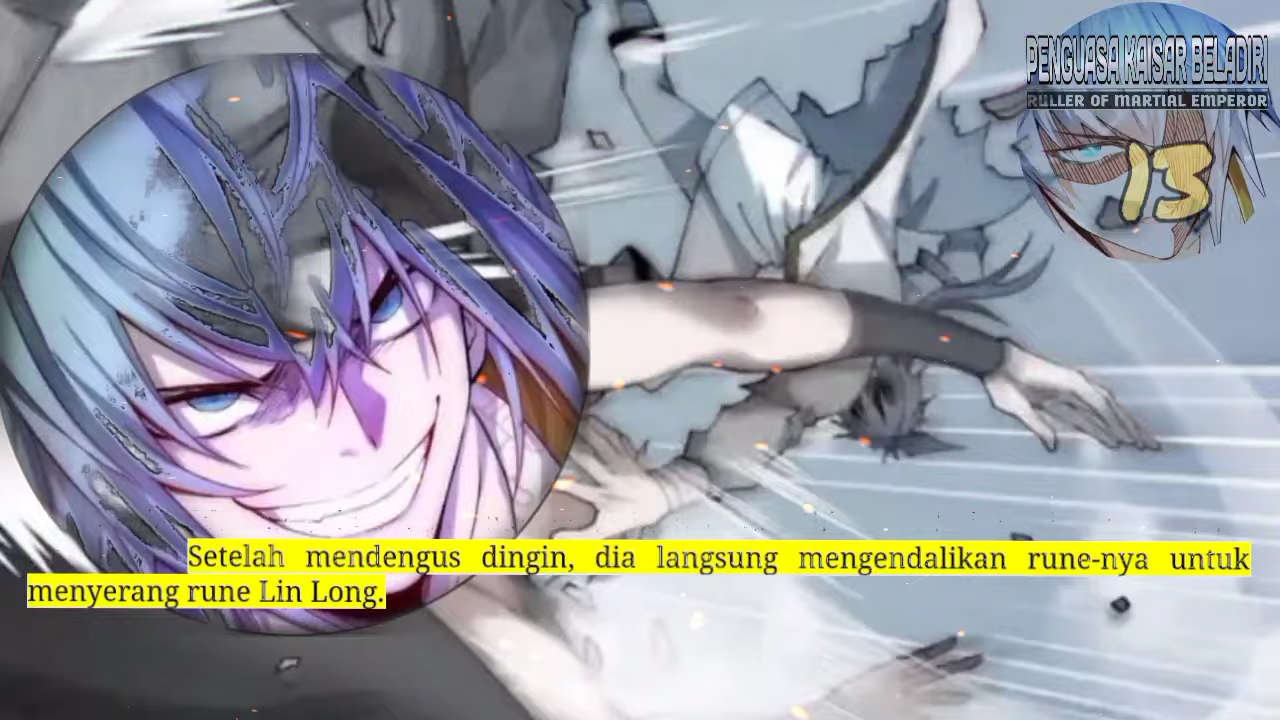 PENGUASA KAISAR BELADIRI
RULLER OF MARTIAL EMPEROR
13
Setelah mendengus dingin, dia langsung mengendalikan rune-nya untuk
menyerang rune Lin Long.